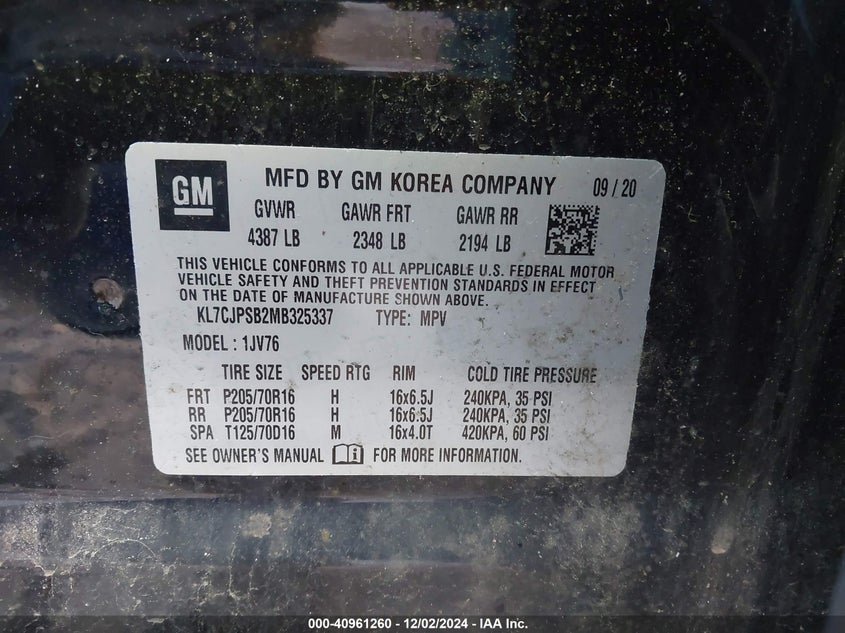 GM MFD BY GM KOREA COMPANY 09/20
GVWR GAWR FRT GAWR RR
4387 LB 2348 LB 2194 LB
THIS VEHICLE CONFORMS TO ALL APPLICABLE U.S. FEDERAL MOTOR
VEHICLE SAFETY AND THEFT PREVENTION STANDARDS IN EFFECT
ON THE DATE OF MANUFACTURE SHOWN ABOVE.
KL7CJPSB2MB325337 TYPE: MPV
MODEL : 1JV76
TIRE SIZE SPEED RTG RIM COLD TIRE PRESSURE
FRT P205/70R16 H 16x6.5J 240KPA, 35 PSI
RR P205/70R16 H 16x6.5J 240KPA, 35 PSI
SPA T125/70D16 M 16x4.0T 420KPA, 60 PSI
SEE OWNER'S MANUAL i FOR MORE INFORMATION.
000-40961260 - 12/02/2024 - IAAI.com